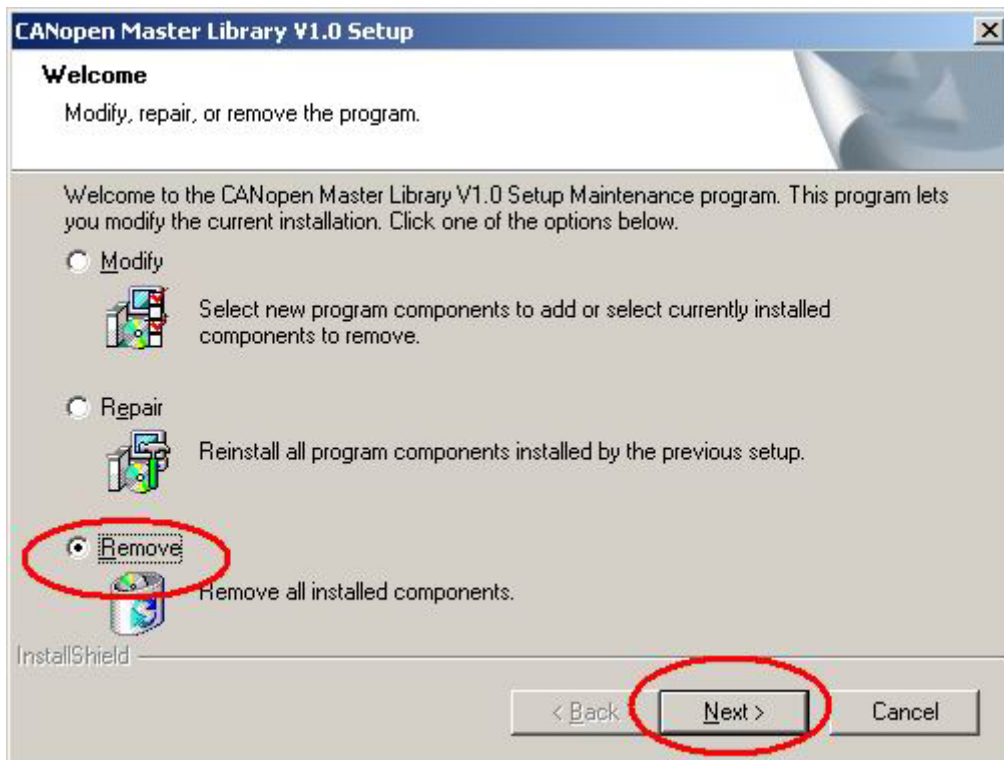 CANopen Master Library V1.0 Setup
Welcome
Modify, repair, or remove the program.
Welcome to the CANopen Master Library V1.0 Setup Maintenance program. This program lets
you modify the current installation. Click one of the options below.
Modify
Select new program components to add or select currently installed
components to remove.
Repair
Reinstall all program components installed by the previous setup.
Remove
Remove all installed components.
InstallShield
< Back
Next >
Cancel